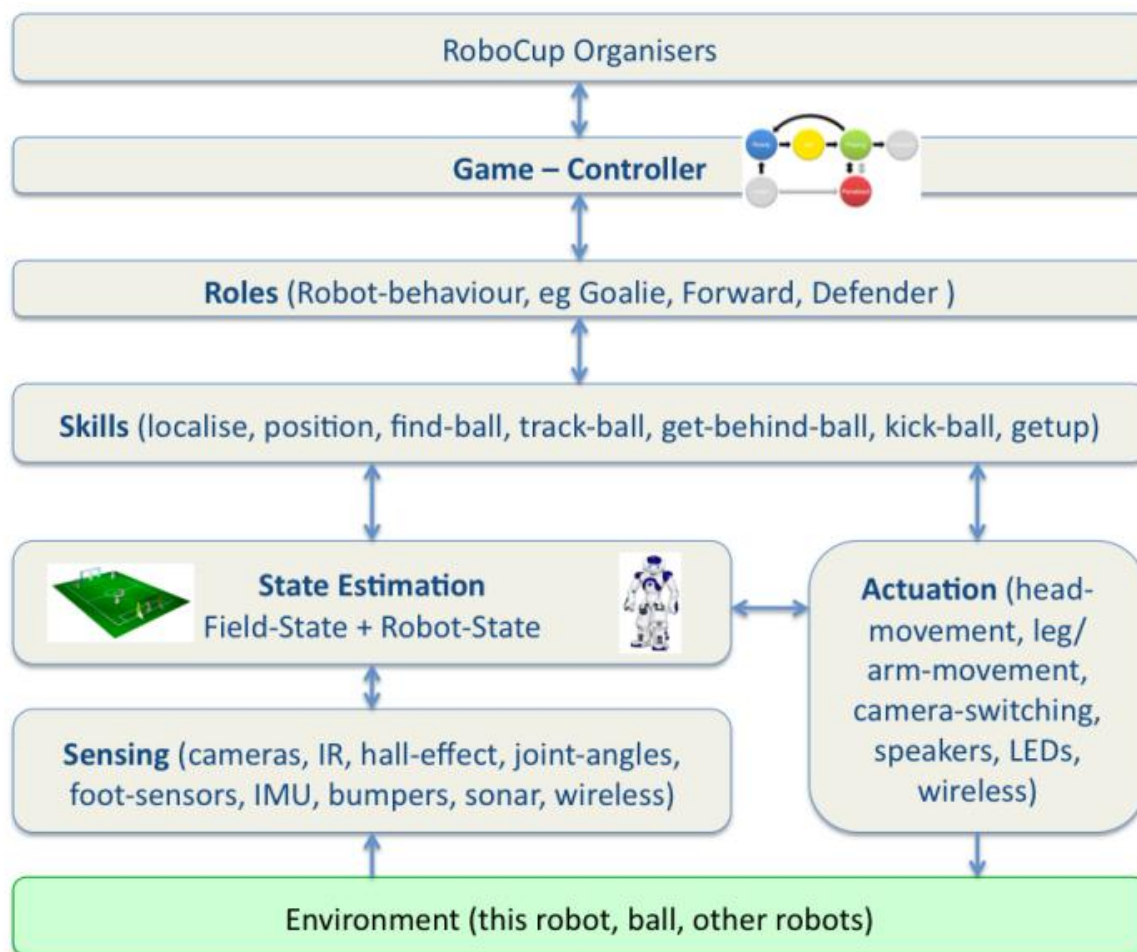 RoboCup Organisers
Game – Controller
Roles (Robot-behaviour, eg Goalie, Forward, Defender )
Skills (localise, position, find-ball, track-ball, get-behind-ball, kick-ball, getup)
State Estimation
Field-State + Robot-State
Actuation (head-
movement, leg/
arm-movement,
camera-switching,
speakers, LEDs,
wireless)
Sensing (cameras, IR, hall-effect, joint-angles,
foot-sensors, IMU, bumpers, sonar, wireless)
Environment (this robot, ball, other robots)